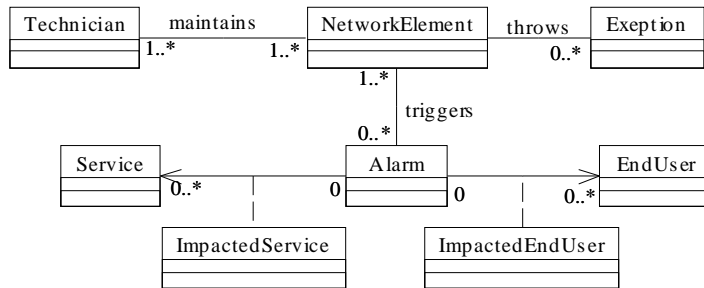 Technician
maintains
NetworkElement
throws
Exeption
1..*
1..*
0..*
1..*
triggers
0..*
Service
Alarm
EndUser
0..*
0
0
0..*
ImpactedService
ImpactedEndUser